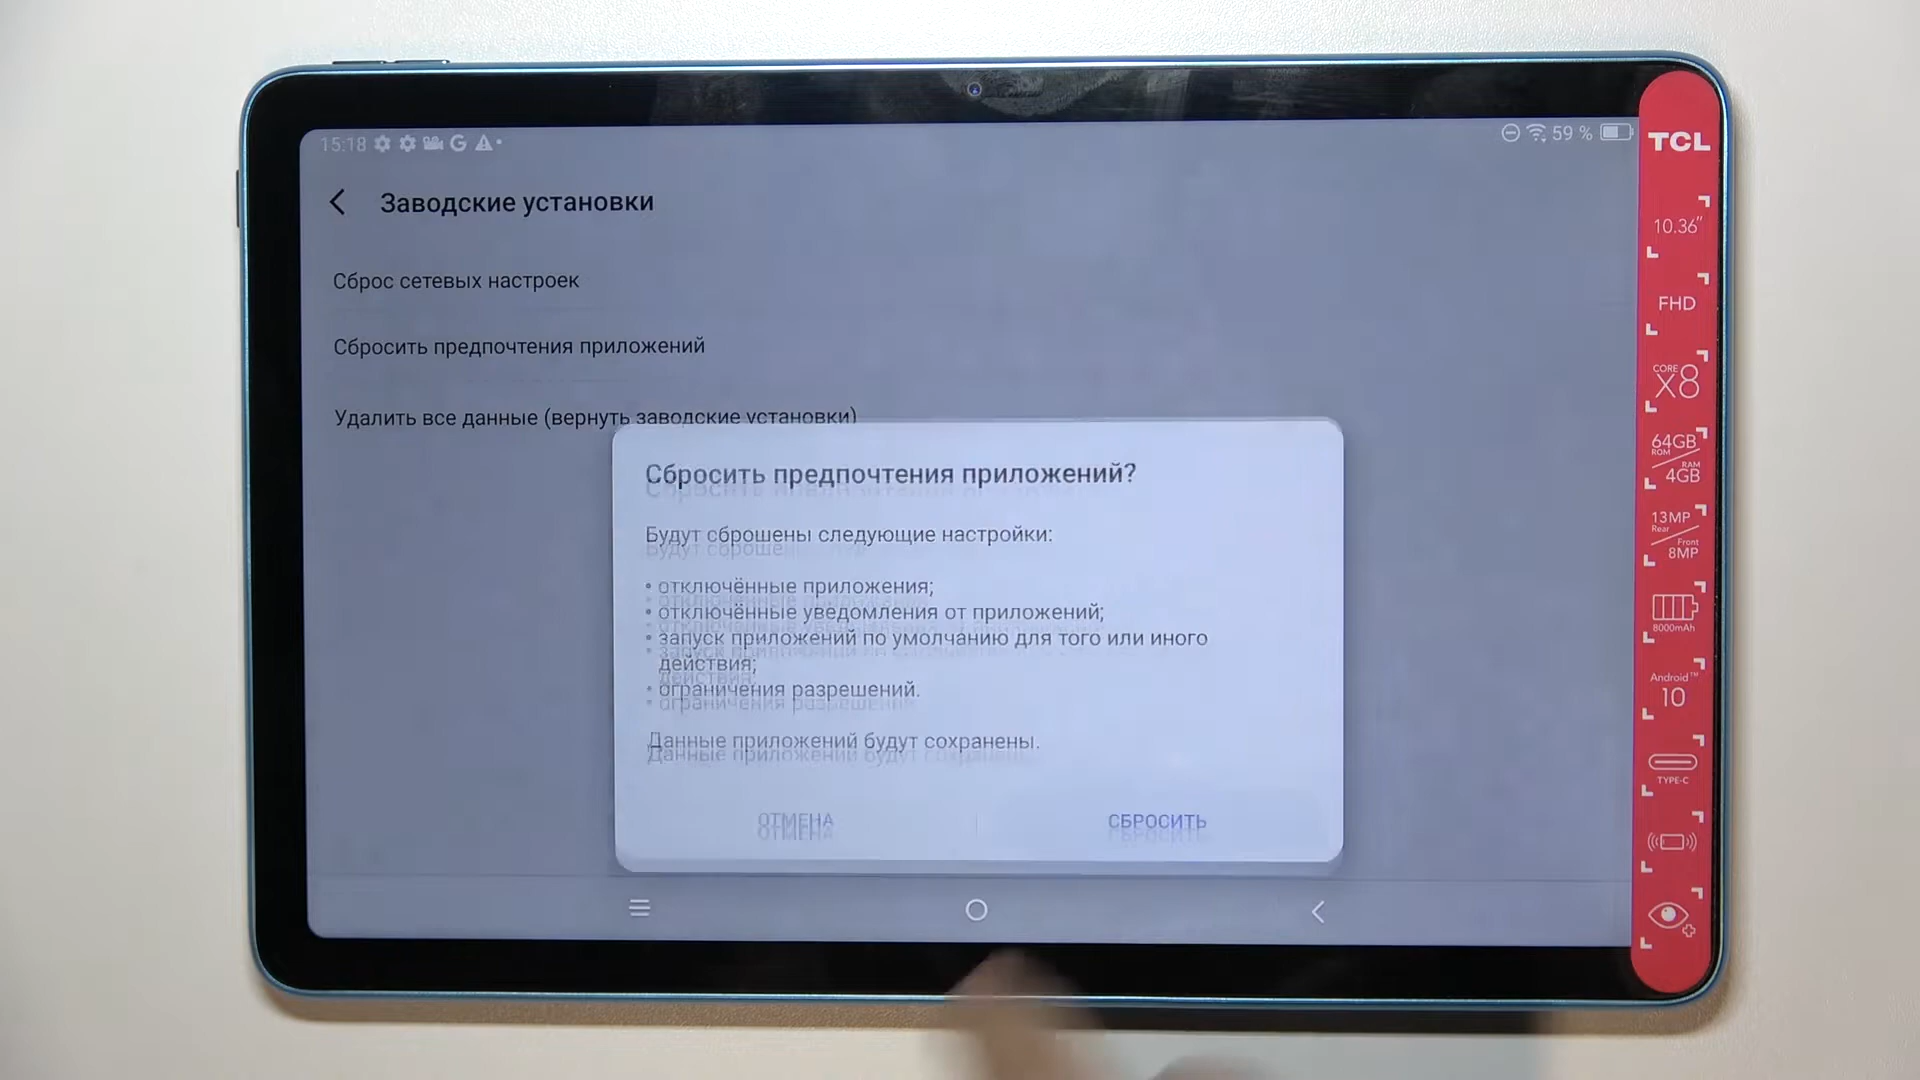 15:18
59 %
Заводские установки
Сброс сетевых настроек
Сбросить предпочтения приложений
Удалить все данные (вернуть заводские установки)
Сбросить предпочтения приложений?
Будут сброшены следующие настройки:
• отключённые приложения;
• отключённые уведомления от приложений;
• запуск приложений по умолчанию для того или иного
действия;
• ограничения разрешений.
Данные приложений будут сохранены.
ОТМЕНА
СБРОСИТЬ
TCL
10.36"
FHD
CORE
X8
64GB
ROM
RAM
4GB
13MP
Rear
Front
8MP
8000mAh
Android™
10
TYPE-C